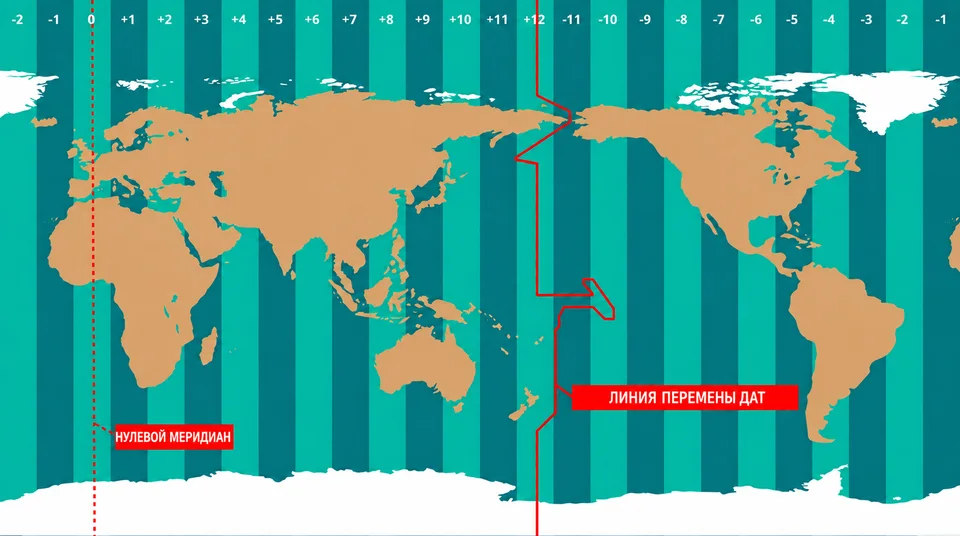 -2 -1 0 +1 +2 +3 +4 +5 +6 +7 +8 +9 +10 +11 +12 -11 -10 -9 -8 -7 -6 -5 -4 -3 -2 -1
ЛИНИЯ ПЕРЕМЕНЫ ДАТ
НУЛЕВОЙ МЕРИДИАН